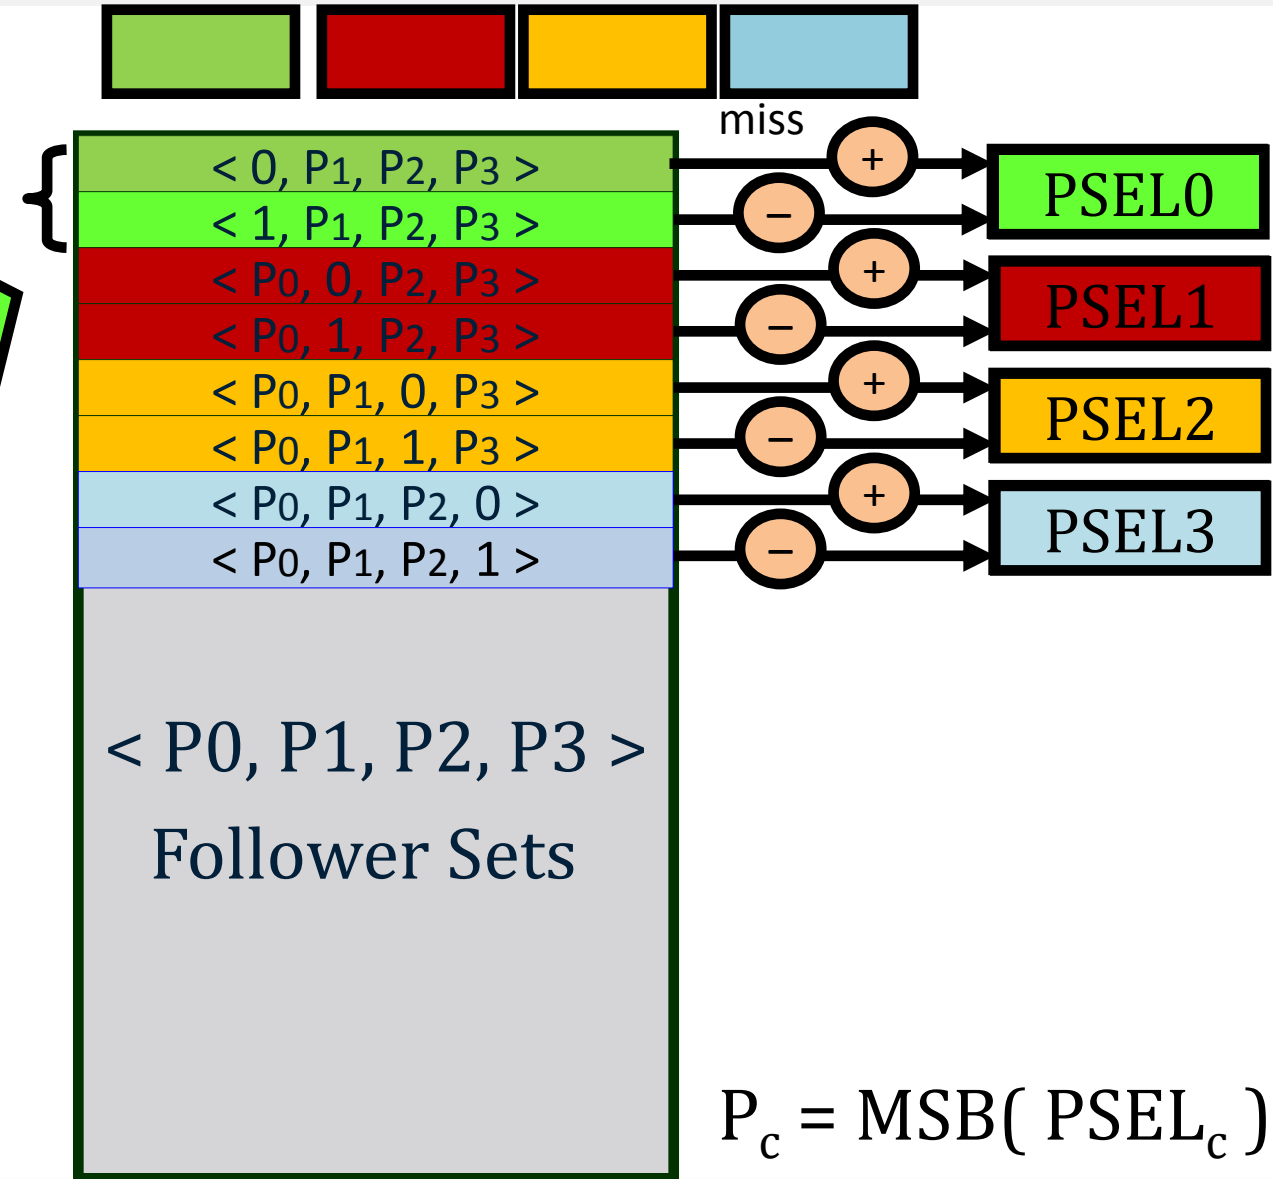 miss
< 0, P1, P2, P3 >
+
PSEL0
< 1, P1, P2, P3 >
−
< P0, 0, P2, P3 >
+
PSEL1
< P0, 1, P2, P3 >
−
< P0, P1, 0, P3 >
+
PSEL2
< P0, P1, 1, P3 >
−
< P0, P1, P2, 0 >
+
PSEL3
< P0, P1, P2, 1 >
−
< P0, P1, P2, P3 >
Follower Sets
Pc = MSB( PSELc )